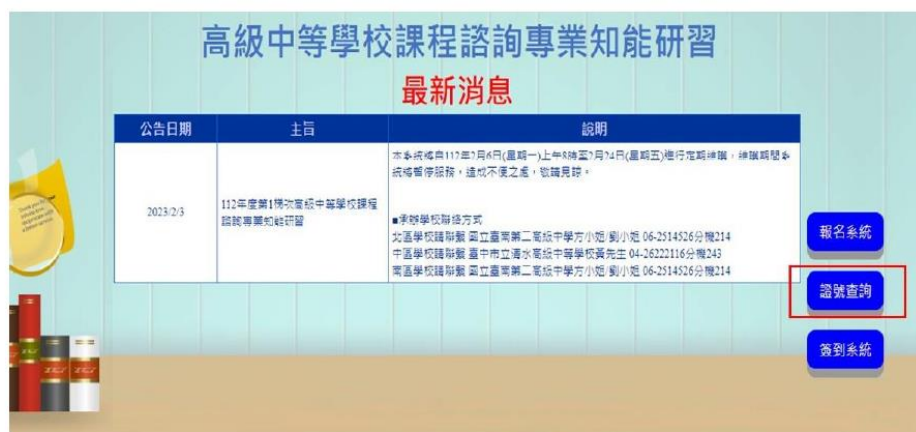 高級中等學校課程諮詢專業知能研習
最新消息
公告日期 主旨 說明
2023/2/3
112年度第1梯次高級中等學校課程
諮詢專業知能研習
本系統將自112年2月6日(星期一)上午8時至2月24日(星期五)進行定期維護，維護期間系
統將暫停服務，造成不便之處，敬請見諒。
■承辦學校聯絡方式
北區學校請聯繫 國立臺南第二高級中學方小姐/劉小姐 06-2514526分機214
中區學校請聯繫 臺中市立清水高級中等學校黃先生 04-26222116分機243
南區學校請聯繫 國立臺南第二高級中學方小姐/劉小姐 06-2514526分機214
報名系統
證號查詢
簽到系統